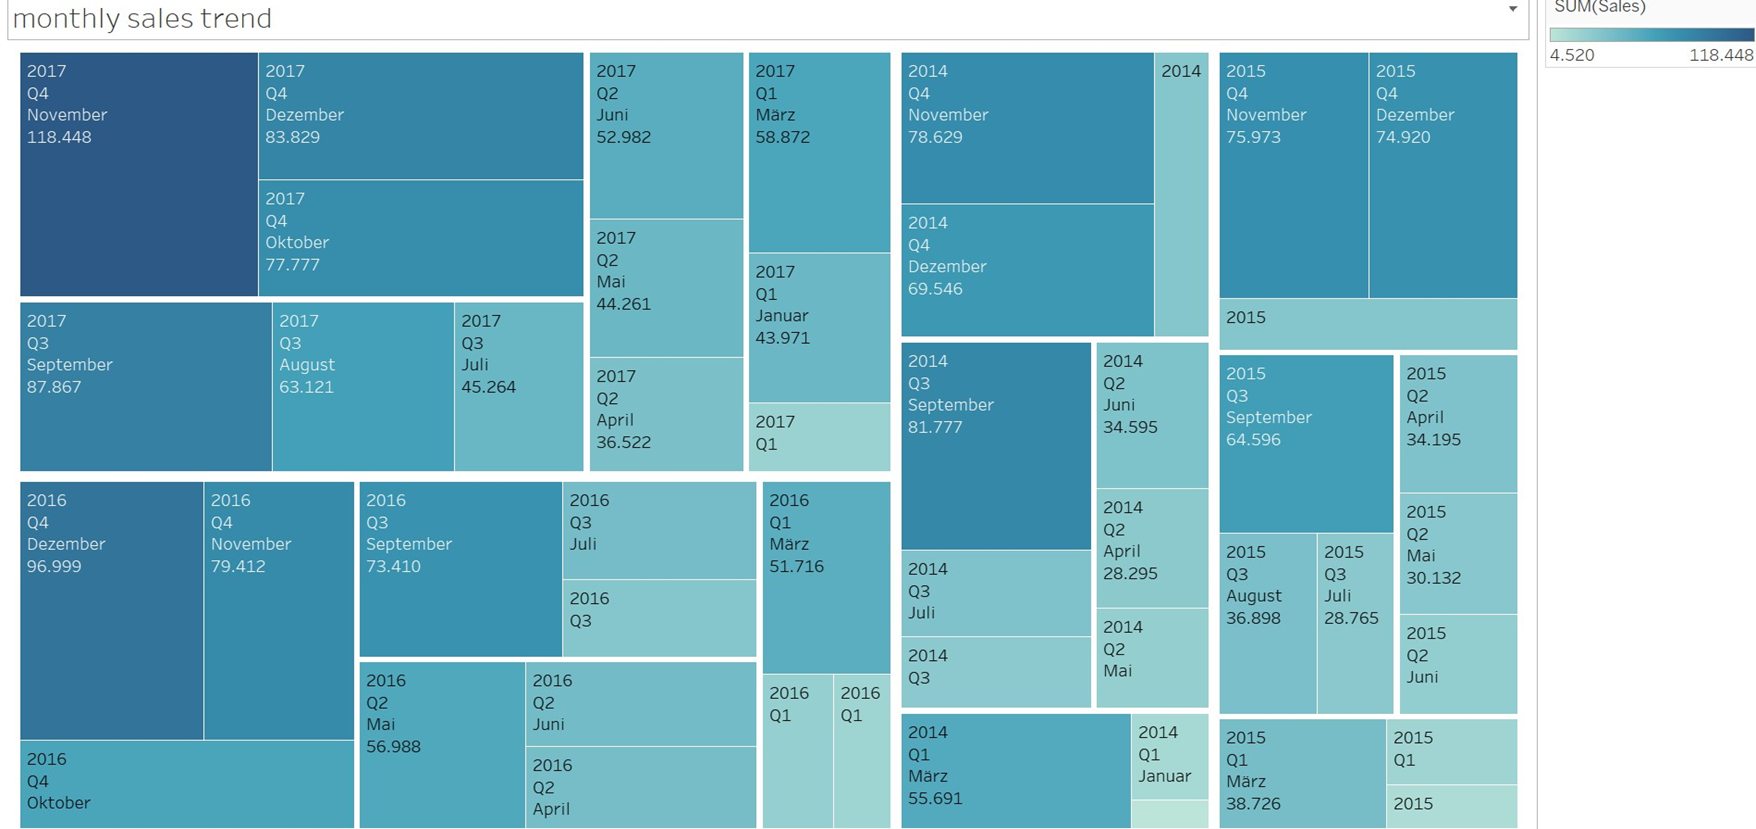 monthly sales trend
SUM(Sales)
4.520
118.448
2017
Q4
November
118.448
2017
Q4
Dezember
83.829
2017
Q4
Oktober
77.777
2017
Q3
September
87.867
2017
Q3
August
63.121
2017
Q3
Juli
45.264
2017
Q2
Juni
52.982
2017
Q2
Mai
44.261
2017
Q2
April
36.522
2017
Q1
März
58.872
2017
Q1
Januar
43.971
2017
Q1
2016
Q4
Dezember
96.999
2016
Q4
November
79.412
2016
Q4
Oktober
2016
Q3
September
73.410
2016
Q3
Juli
2016
Q3
2016
Q2
Mai
56.988
2016
Q2
Juni
2016
Q2
April
2016
Q1
März
51.716
2016
Q1
2016
Q1
2014
Q4
November
78.629
2014
Q4
Dezember
69.546
2014
2014
Q3
September
81.777
2014
Q3
Juli
2014
Q3
2014
Q2
Juni
34.595
2014
Q2
April
28.295
2014
Q2
Mai
2014
Q1
März
55.691
2014
Q1
Januar
2015
Q4
November
75.973
2015
Q4
Dezember
74.920
2015
2015
Q3
September
64.596
2015
Q3
August
36.898
2015
Q3
Juli
28.765
2015
Q2
April
34.195
2015
Q2
Mai
30.132
2015
Q2
Juni
2015
Q1
März
38.726
2015
Q1
2015